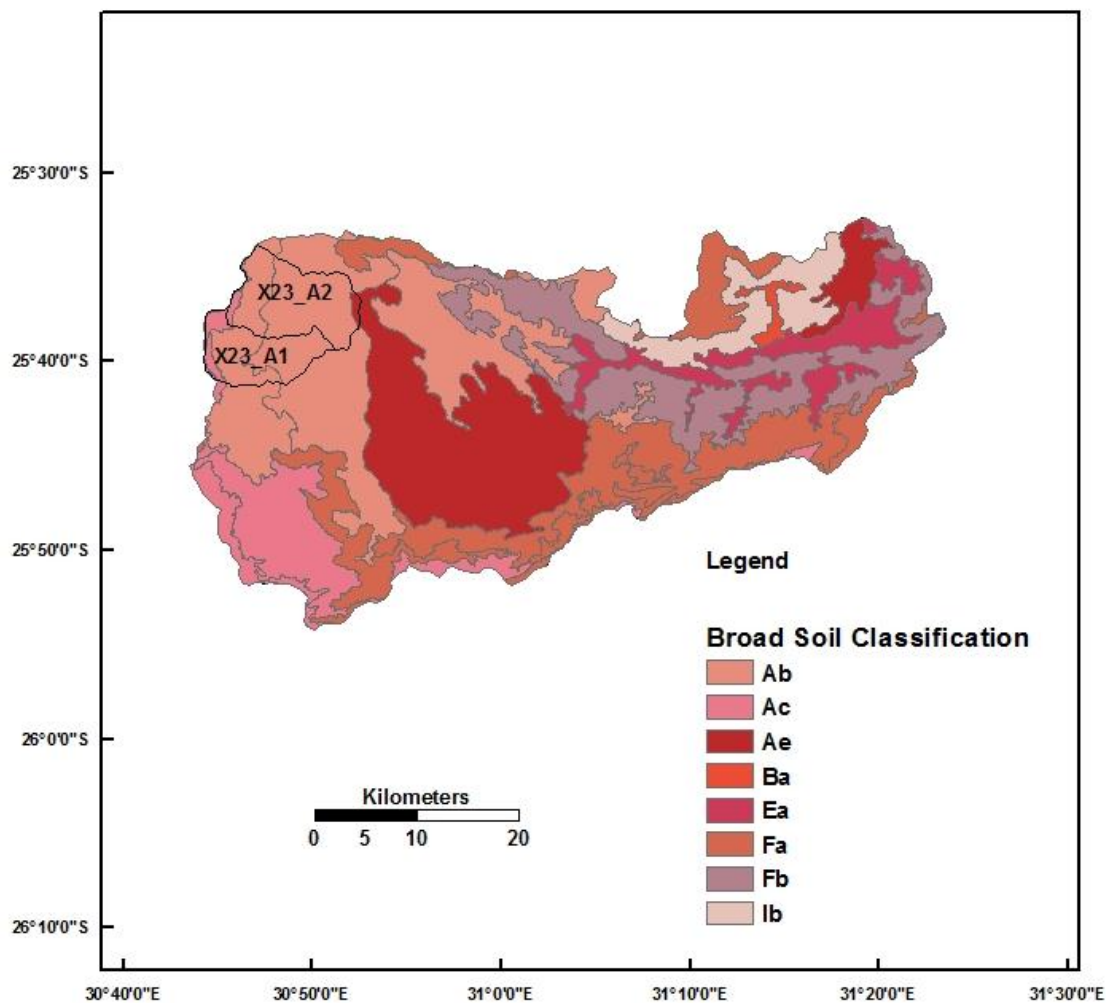 25°30'0"S
X23_A2
X23_A1
25°40'0"S
25°50'0"S
Legend
Broad Soil Classification
Ab
Ac
26°0'0"S
Ae
Ba
Kilometers
Ea
0 5 10 20
Fa
Fb
Ib
26°10'0"S
30°40'0"E 30°50'0"E 31°0'0"E 31°10'0"E 31°20'0"E 31°30'0"E